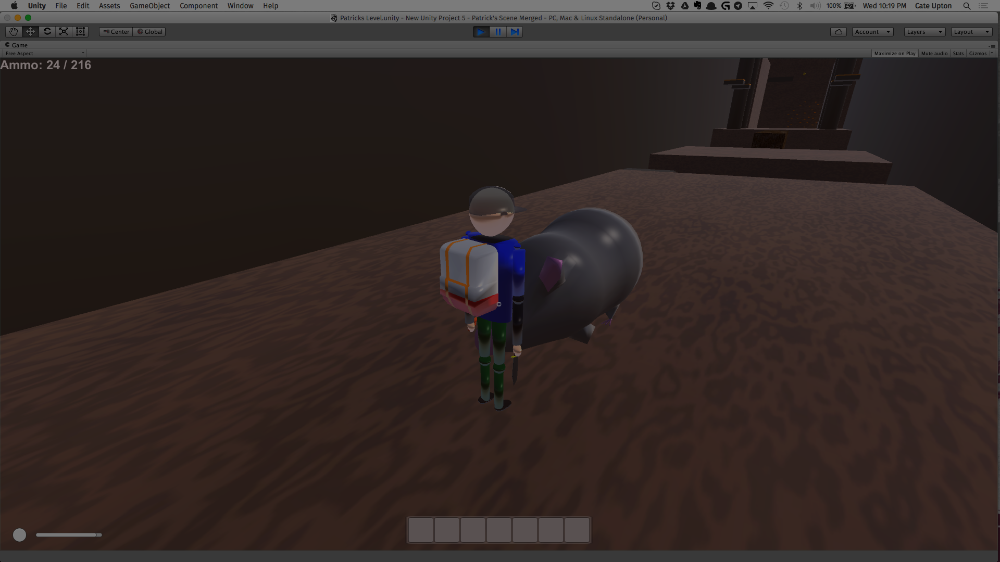 Unity File Edit Assets GameObject Component Window Help 100% Wed 10:19 PM Cate Upton
Patricks Level.unity - New Unity Project 5 - Patrick's Scene Merged - PC, Mac & Linux Standalone (Personal)
Center Global Account Layers Layout
Game
Free Aspect Maximize on Play Mute audio Stats Gizmos
Ammo: 24 / 216